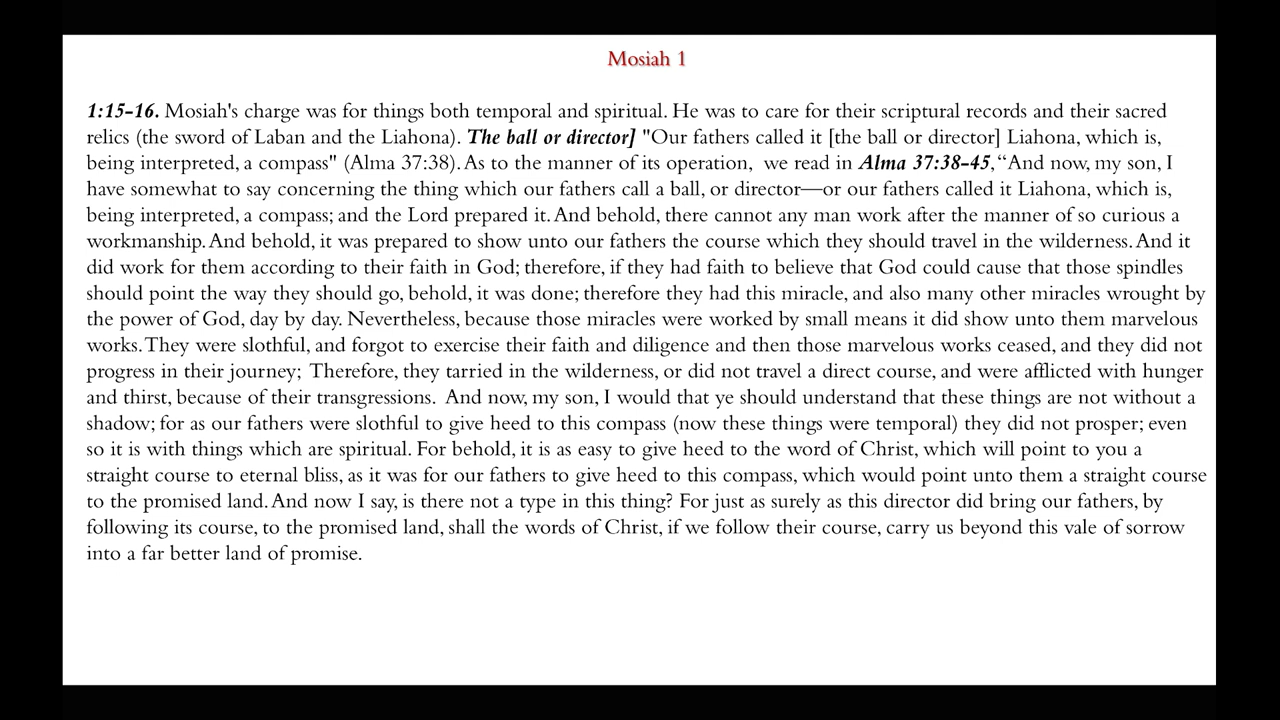 Mosiah 1
1:15-16. Mosiah's charge was for things both temporal and spiritual. He was to care for their scriptural records and their sacred
relics (the sword of Laban and the Liahona). The ball or director] "Our fathers called it [the ball or director] Liahona, which is,
being interpreted, a compass" (Alma 37:38). As to the manner of its operation,  we read in Alma 37:38-45, “And now, my son, I
have somewhat to say concerning the thing which our fathers call a ball, or director—or our fathers called it Liahona, which is,
being interpreted, a compass; and the Lord prepared it. And behold, there cannot any man work after the manner of so curious a
workmanship. And behold, it was prepared to show unto our fathers the course which they should travel in the wilderness. And it
did work for them according to their faith in God; therefore, if they had faith to believe that God could cause that those spindles
should point the way they should go, behold, it was done; therefore they had this miracle, and also many other miracles wrought by
the power of God, day by day. Nevertheless, because those miracles were worked by small means it did show unto them marvelous
works. They were slothful, and forgot to exercise their faith and diligence and then those marvelous works ceased, and they did not
progress in their journey;  Therefore, they tarried in the wilderness, or did not travel a direct course, and were afflicted with hunger
and thirst, because of their transgressions.  And now, my son, I would that ye should understand that these things are not without a
shadow; for as our fathers were slothful to give heed to this compass (now these things were temporal) they did not prosper; even
so it is with things which are spiritual. For behold, it is as easy to give heed to the word of Christ, which will point to you a
straight course to eternal bliss, as it was for our fathers to give heed to this compass, which would point unto them a straight course
to the promised land. And now I say, is there not a type in this thing? For just as surely as this director did bring our fathers, by
following its course, to the promised land, shall the words of Christ, if we follow their course, carry us beyond this vale of sorrow
into a far better land of promise.